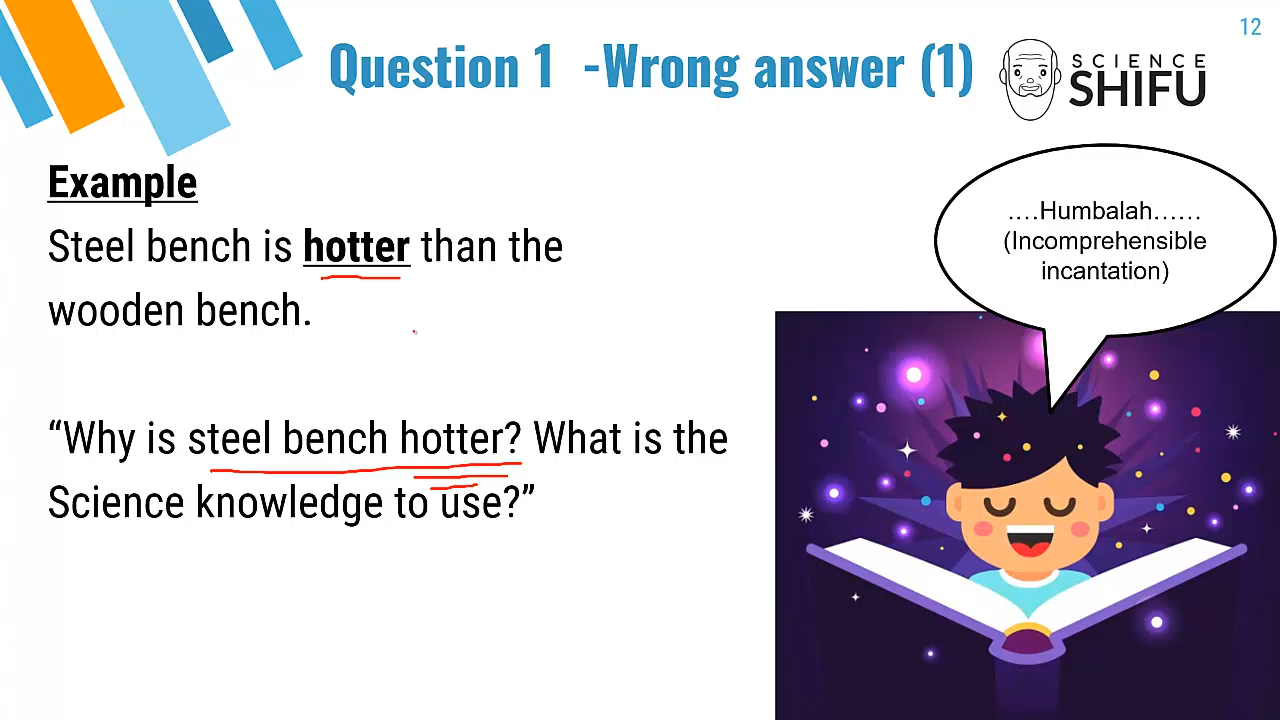 12
Question 1 -Wrong answer (1)
SCIENCE
SHIFU
Example
Steel bench is hotter than the
wooden bench.
“Why is steel bench hotter? What is the
Science knowledge to use?”
….Humbalah……
(Incomprehensible
incantation)